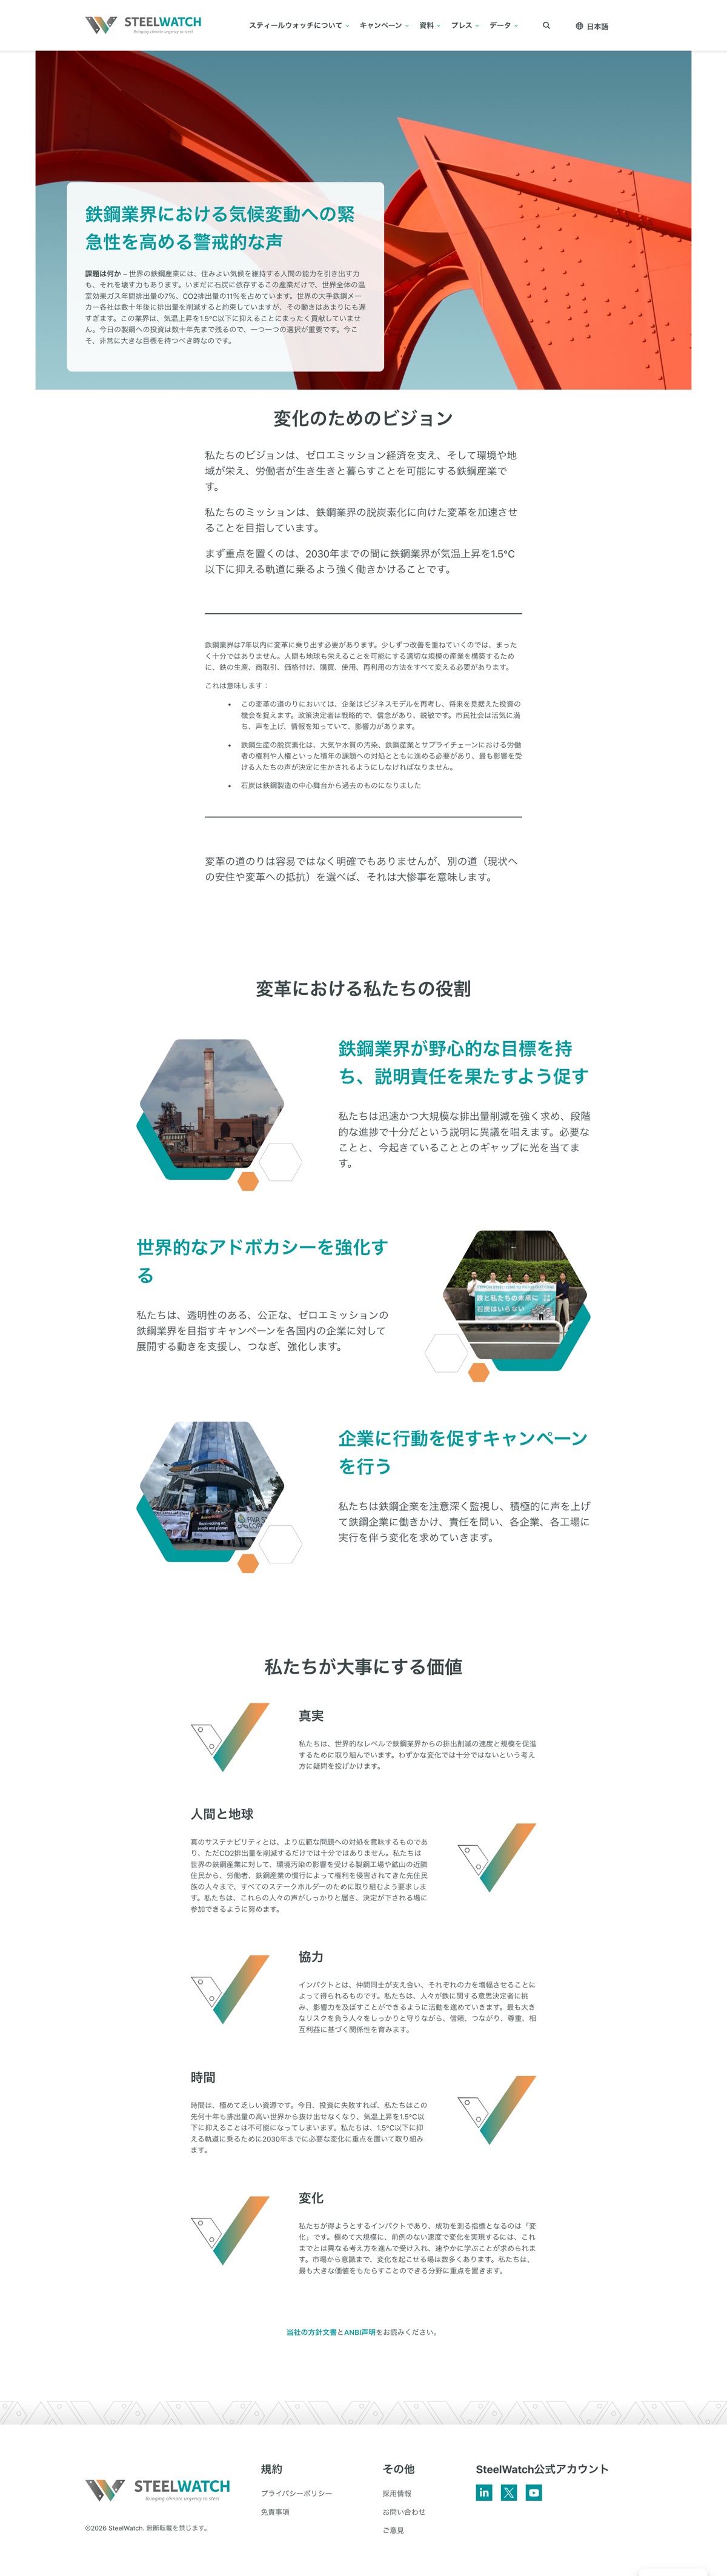 STEELWATCH
Bringing climate urgency to steel
スティールウォッチについて キャンペーン 資料 プレス データ 日本語
鉄鋼業界における気候変動への緊
急性を高める警戒的な声
課題は何か – 世界の鉄鋼産業には、住みよい気候を維持する人間の能力を引き出す力
も、それを壊す力もあります。いまだに石炭に依存するこの産業だけで、世界全体の温
室効果ガス年間排出量の7%、CO2排出量の11%を占めています。世界の大手鉄鋼メー
カー各社は数十年後に排出量を削減すると約束していますが、その動きはあまりにも遅
すぎます。この業界は、気温上昇を1.5°C以下に抑えることにまったく貢献していませ
ん。今日の製鋼への投資は数十年先まで残るので、一つ一つの選択が重要です。今こ
そ、非常に大きな目標を持つべき時なのです。
変化のためのビジョン
私たちのビジョンは、ゼロエミッション経済を支え、そして環境や地
域が栄え、労働者が生き生きと暮らすことを可能にする鉄鋼産業で
す。
私たちのミッションは、鉄鋼業界の脱炭素化に向けた変革を加速させ
ることを目指しています。
まず重点を置くのは、2030年までの間に鉄鋼業界が気温上昇を1.5°C
以下に抑える軌道に乗るよう強く働きかけることです。
鉄鋼業界は7年以内に変革に乗り出す必要があります。少しずつ改善を重ねていくのでは、まった
く十分ではありません。人間も地球も栄えることを可能にする適切な規模の産業を構築するため
に、鉄の生産、商取引、価格付け、購買、使用、再利用の方法をすべて変える必要があります。
これは意味します：
• この変革の道のりにおいては、企業はビジネスモデルを再考し、将来を見据えた投資の
機会を捉えます。政策決定者は戦略的で、信念があり、鋭敏です。市民社会は活気に満
ち、声を上げ、情報を知っていて、影響力があります。
• 鉄鋼生産の脱炭素化は、大気や水質の汚染、鉄鋼産業とサプライチェーンにおける労働
者の権利や人権といった積年の課題への対処とともに進める必要があり、最も影響を受
ける人たちの声が決定に生かされるようにしなければなりません。
• 石炭は鉄鋼製造の中心舞台から過去のものになりました
変革の道のりは容易ではなく明確でもありませんが、別の道（現状へ
の安住や変革への抵抗）を選べば、それは大惨事を意味します。
変革における私たちの役割
鉄鋼業界が野心的な目標を持
ち、説明責任を果たすよう促す
私たちは迅速かつ大規模な排出量削減を強く求め、段階
的な進捗で十分だという説明に異議を唱えます。必要な
ことと、今起きていることとのギャップに光を当てま
す。
世界的なアドボカシーを強化す
る
私たちは、透明性のある、公正な、ゼロエミッションの
鉄鋼業界を目指すキャンペーンを各国内の企業に対して
展開する動きを支援し、つなぎ、強化します。
鉄と私たちの未来に
石炭はいらない
企業に行動を促すキャンペーン
を行う
私たちは鉄鋼企業を注意深く監視し、積極的に声を上げ
て鉄鋼企業に働きかけ、責任を問い、各企業、各工場に
実行を伴う変化を求めていきます。
私たちが大事にする価値
真実
私たちは、世界的なレベルで鉄鋼業界からの排出削減の速度と規模を促進
するために取り組んでいます。わずかな変化では十分ではないという考え
方に疑問を投げかけます。
人間と地球
真のサステナビリティとは、より広範な問題への対処を意味するものであ
り、ただCO2排出量を削減するだけでは十分ではありません。私たちは
世界の鉄鋼産業に対して、環境汚染の影響を受ける製鋼工場や鉱山の近隣
住民から、労働者、鉄鋼産業の慣行によって権利を侵害されてきた先住民
族の人々まで、すべてのステークホルダーのために取り組むよう要求しま
す。私たちは、これらの人々の声がしっかりと届き、決定が下される場に
参加できるように努めます。
協力
インパクトとは、仲間同士が支え合い、それぞれの力を増幅させることに
よって得られるものです。私たちは、人々が鉄に関する意思決定者に挑
み、影響力を及ぼすことができるように活動を進めていきます。最も大き
なリスクを負う人々をしっかりと守りながら、信頼、つながり、尊重、相
互利益に基づく関係性を育みます。
時間
時間は、極めて乏しい資源です。今日、投資に失敗すれば、私たちはこの
先何十年も排出量の高い世界から抜け出せなくなり、気温上昇を1.5°C以
下に抑えることは不可能になってしまいます。私たちは、1.5°C以下に抑
える軌道に乗るために2030年までに必要な変化に重点を置いて取り組み
ます。
変化
私たちが得ようとするインパクトであり、成功を測る指標となるのは「変
化」です。極めて大規模に、前例のない速度で変化を実現するには、これ
までとは異なる考え方を進んで受け入れ、速やかに学ぶことが求められま
す。市場から意識まで、変化を起こせる場は数多くあります。私たちは、
最も大きな価値をもたらすことのできる分野に重点を置きます。
当社の方針文書とANBI声明をお読みください。
STEELWATCH
Bringing climate urgency to steel
©2026 SteelWatch. 無断転載を禁じます。
規約
プライバシーポリシー
免責事項
その他
採用情報
お問い合わせ
ご意見
SteelWatch公式アカウント